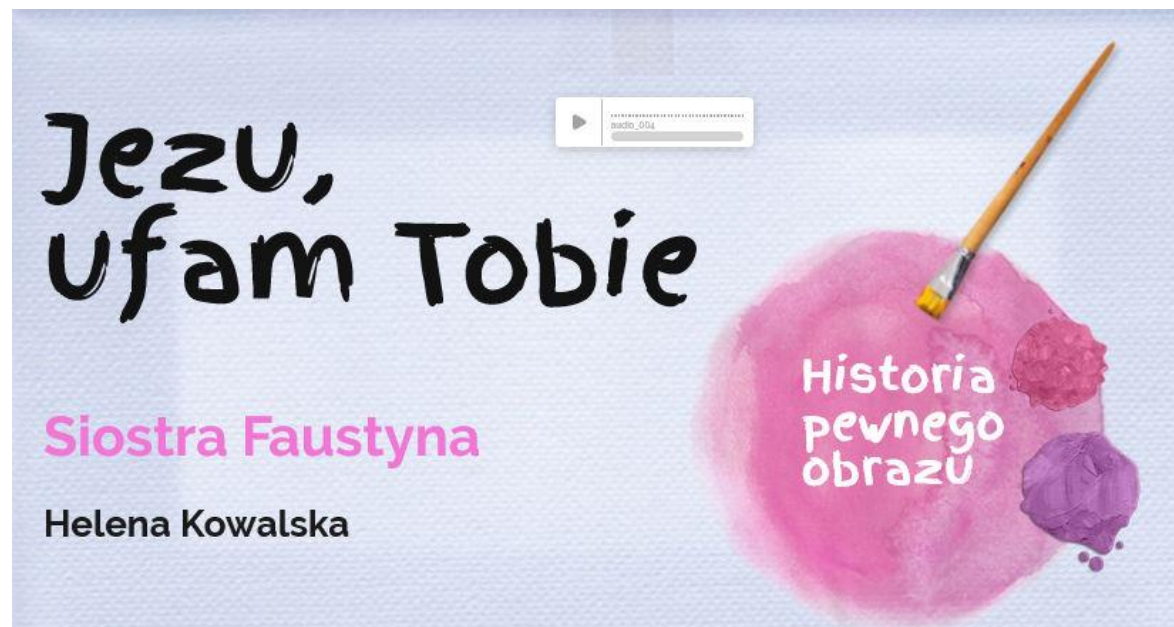 Jezu,
ufam Tobie
audio_004
Siostra Faustyna
Helena Kowalska
Historia
pewnego
obrazu